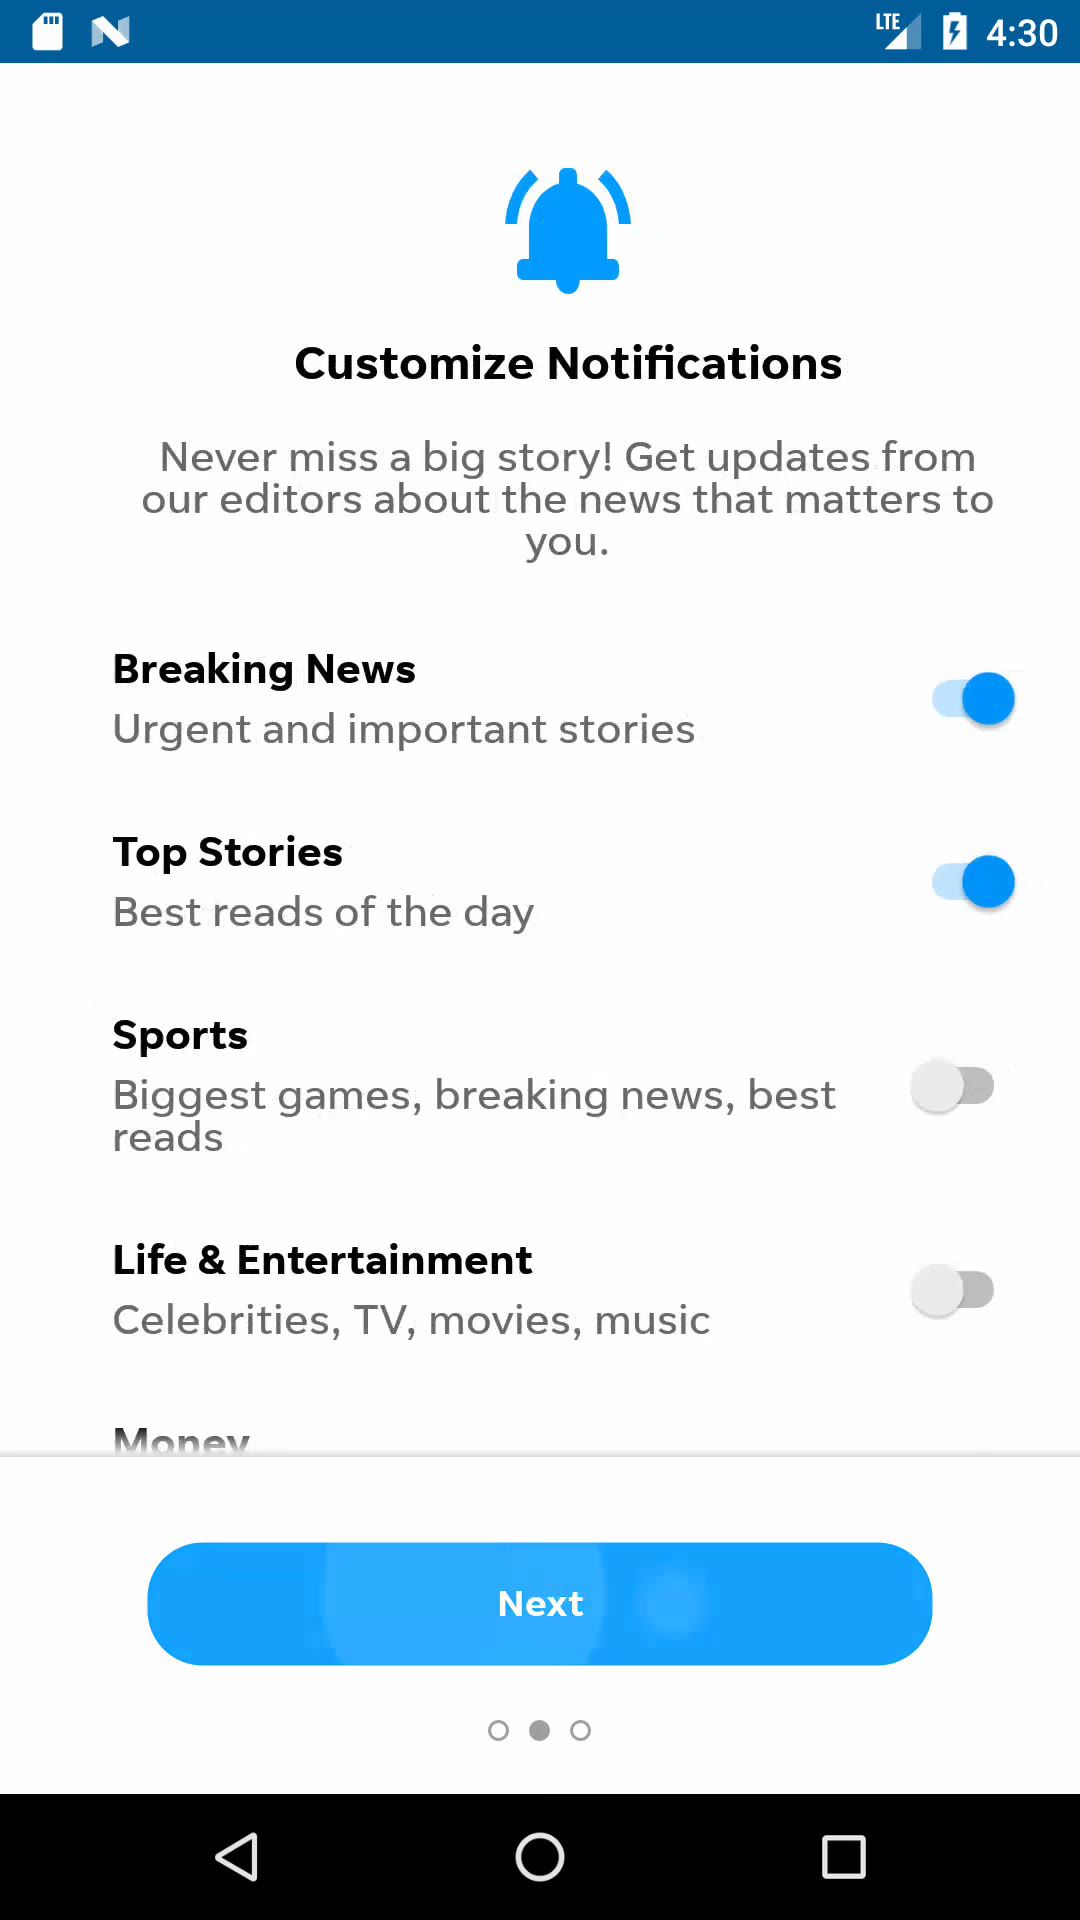 LTE 4:30
Customize Notifications
Never miss a big story! Get updates from
our editors about the news that matters to
you.
Breaking News
Urgent and important stories
Top Stories
Best reads of the day
Sports
Biggest games, breaking news, best
reads
Life & Entertainment
Celebrities, TV, movies, music
Money
Next